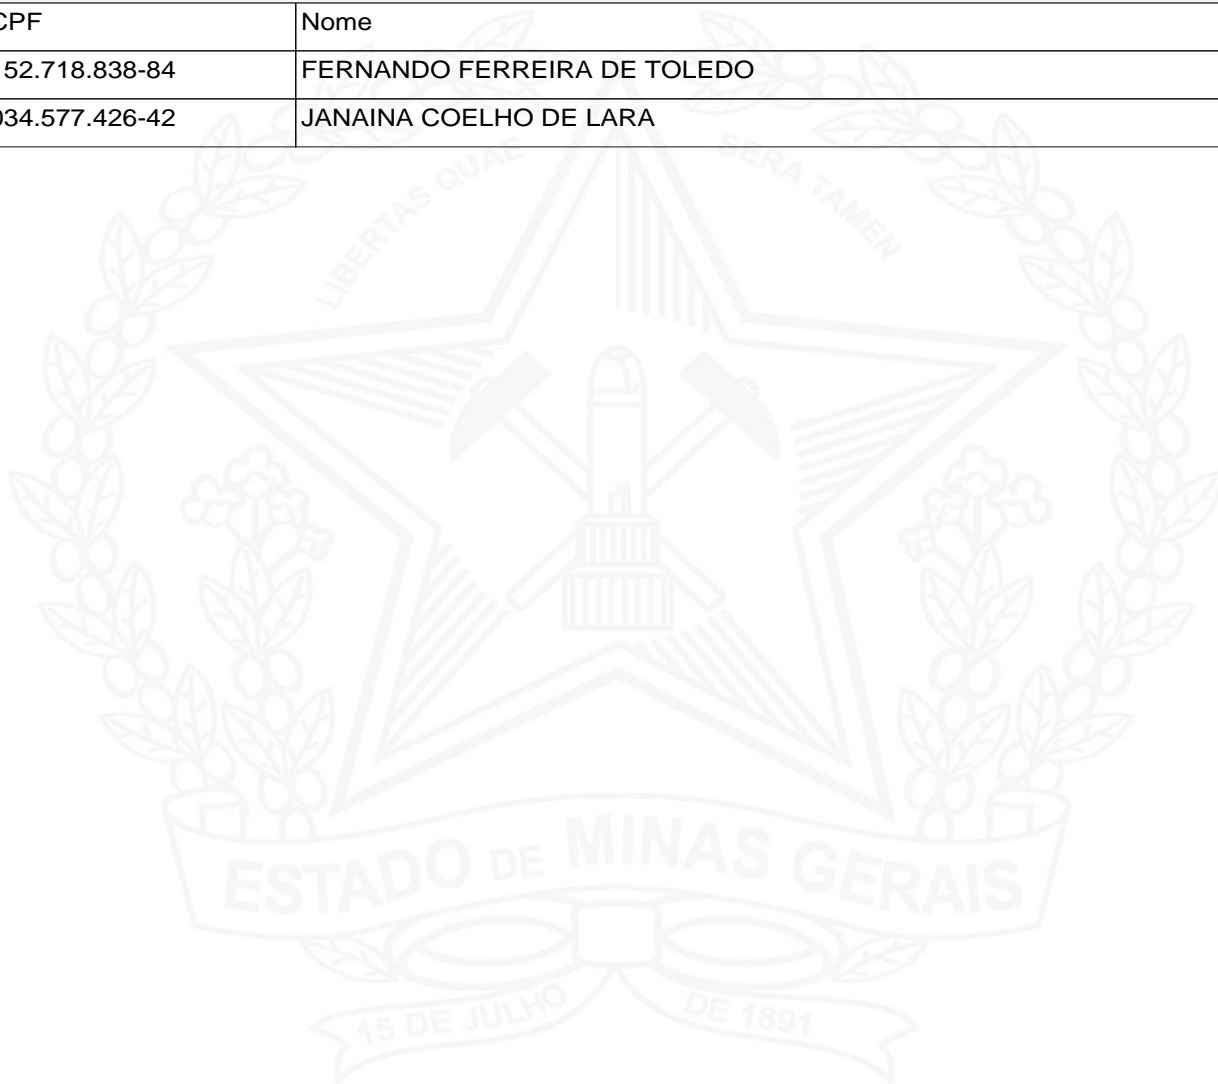 CPF Nome
152.718.838-84 FERNANDO FERREIRA DE TOLEDO
034.577.426-42 JANAINA COELHO DE LARA
LIBERTAS QUAE SERA TAMEN
ESTADO DE MINAS GERAIS
15 DE JULHO DE 1891